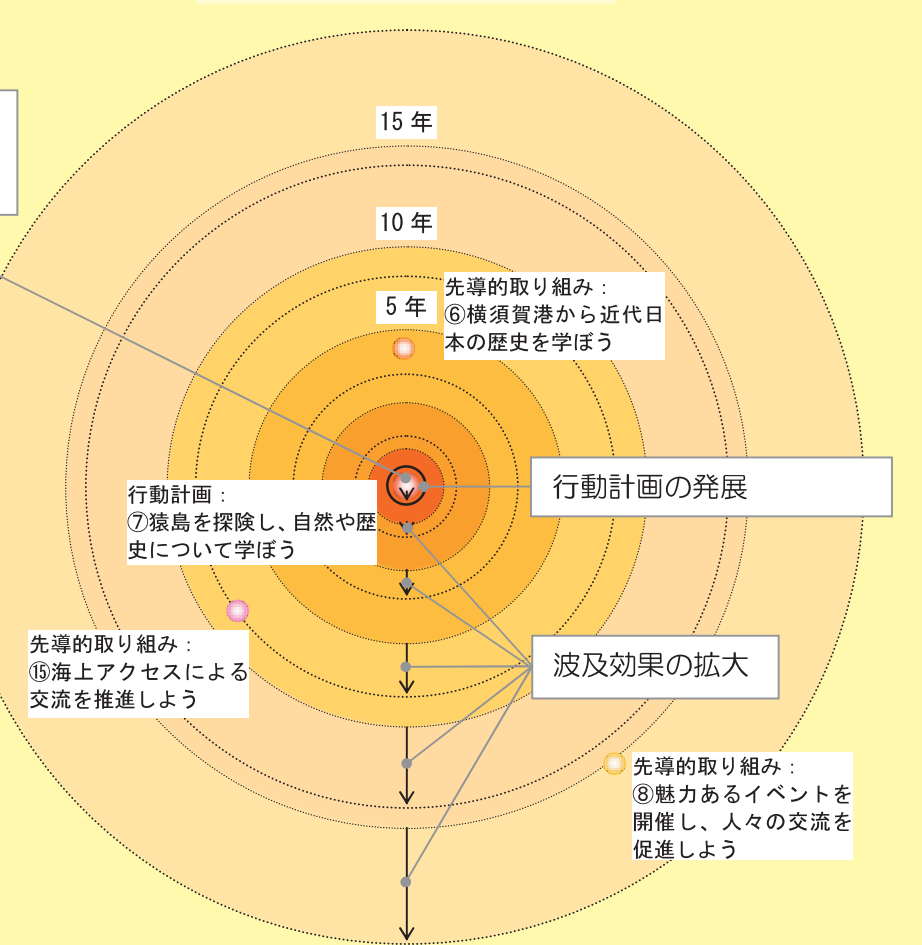 15 年
10 年
5 年
先導的取り組み：
⑥横須賀港から近代日
本の歴史を学ぼう
行動計画の発展
行動計画：
⑦猿島を探険し、自然や歴
史について学ぼう
先導的取り組み：
⑮海上アクセスによる
交流を推進しよう
波及効果の拡大
先導的取り組み：
⑧魅力あるイベントを
開催し、人々の交流を
促進しよう